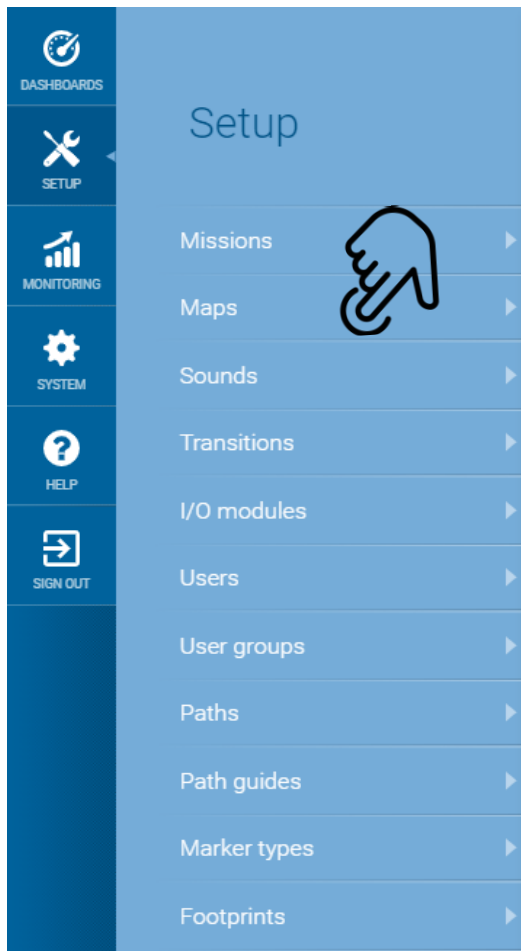 DASHBOARDS
SETUP
MONITORING
SYSTEM
HELP
SIGN OUT
Setup
Missions
Maps
Sounds
Transitions
I/O modules
Users
User groups
Paths
Path guides
Marker types
Footprints